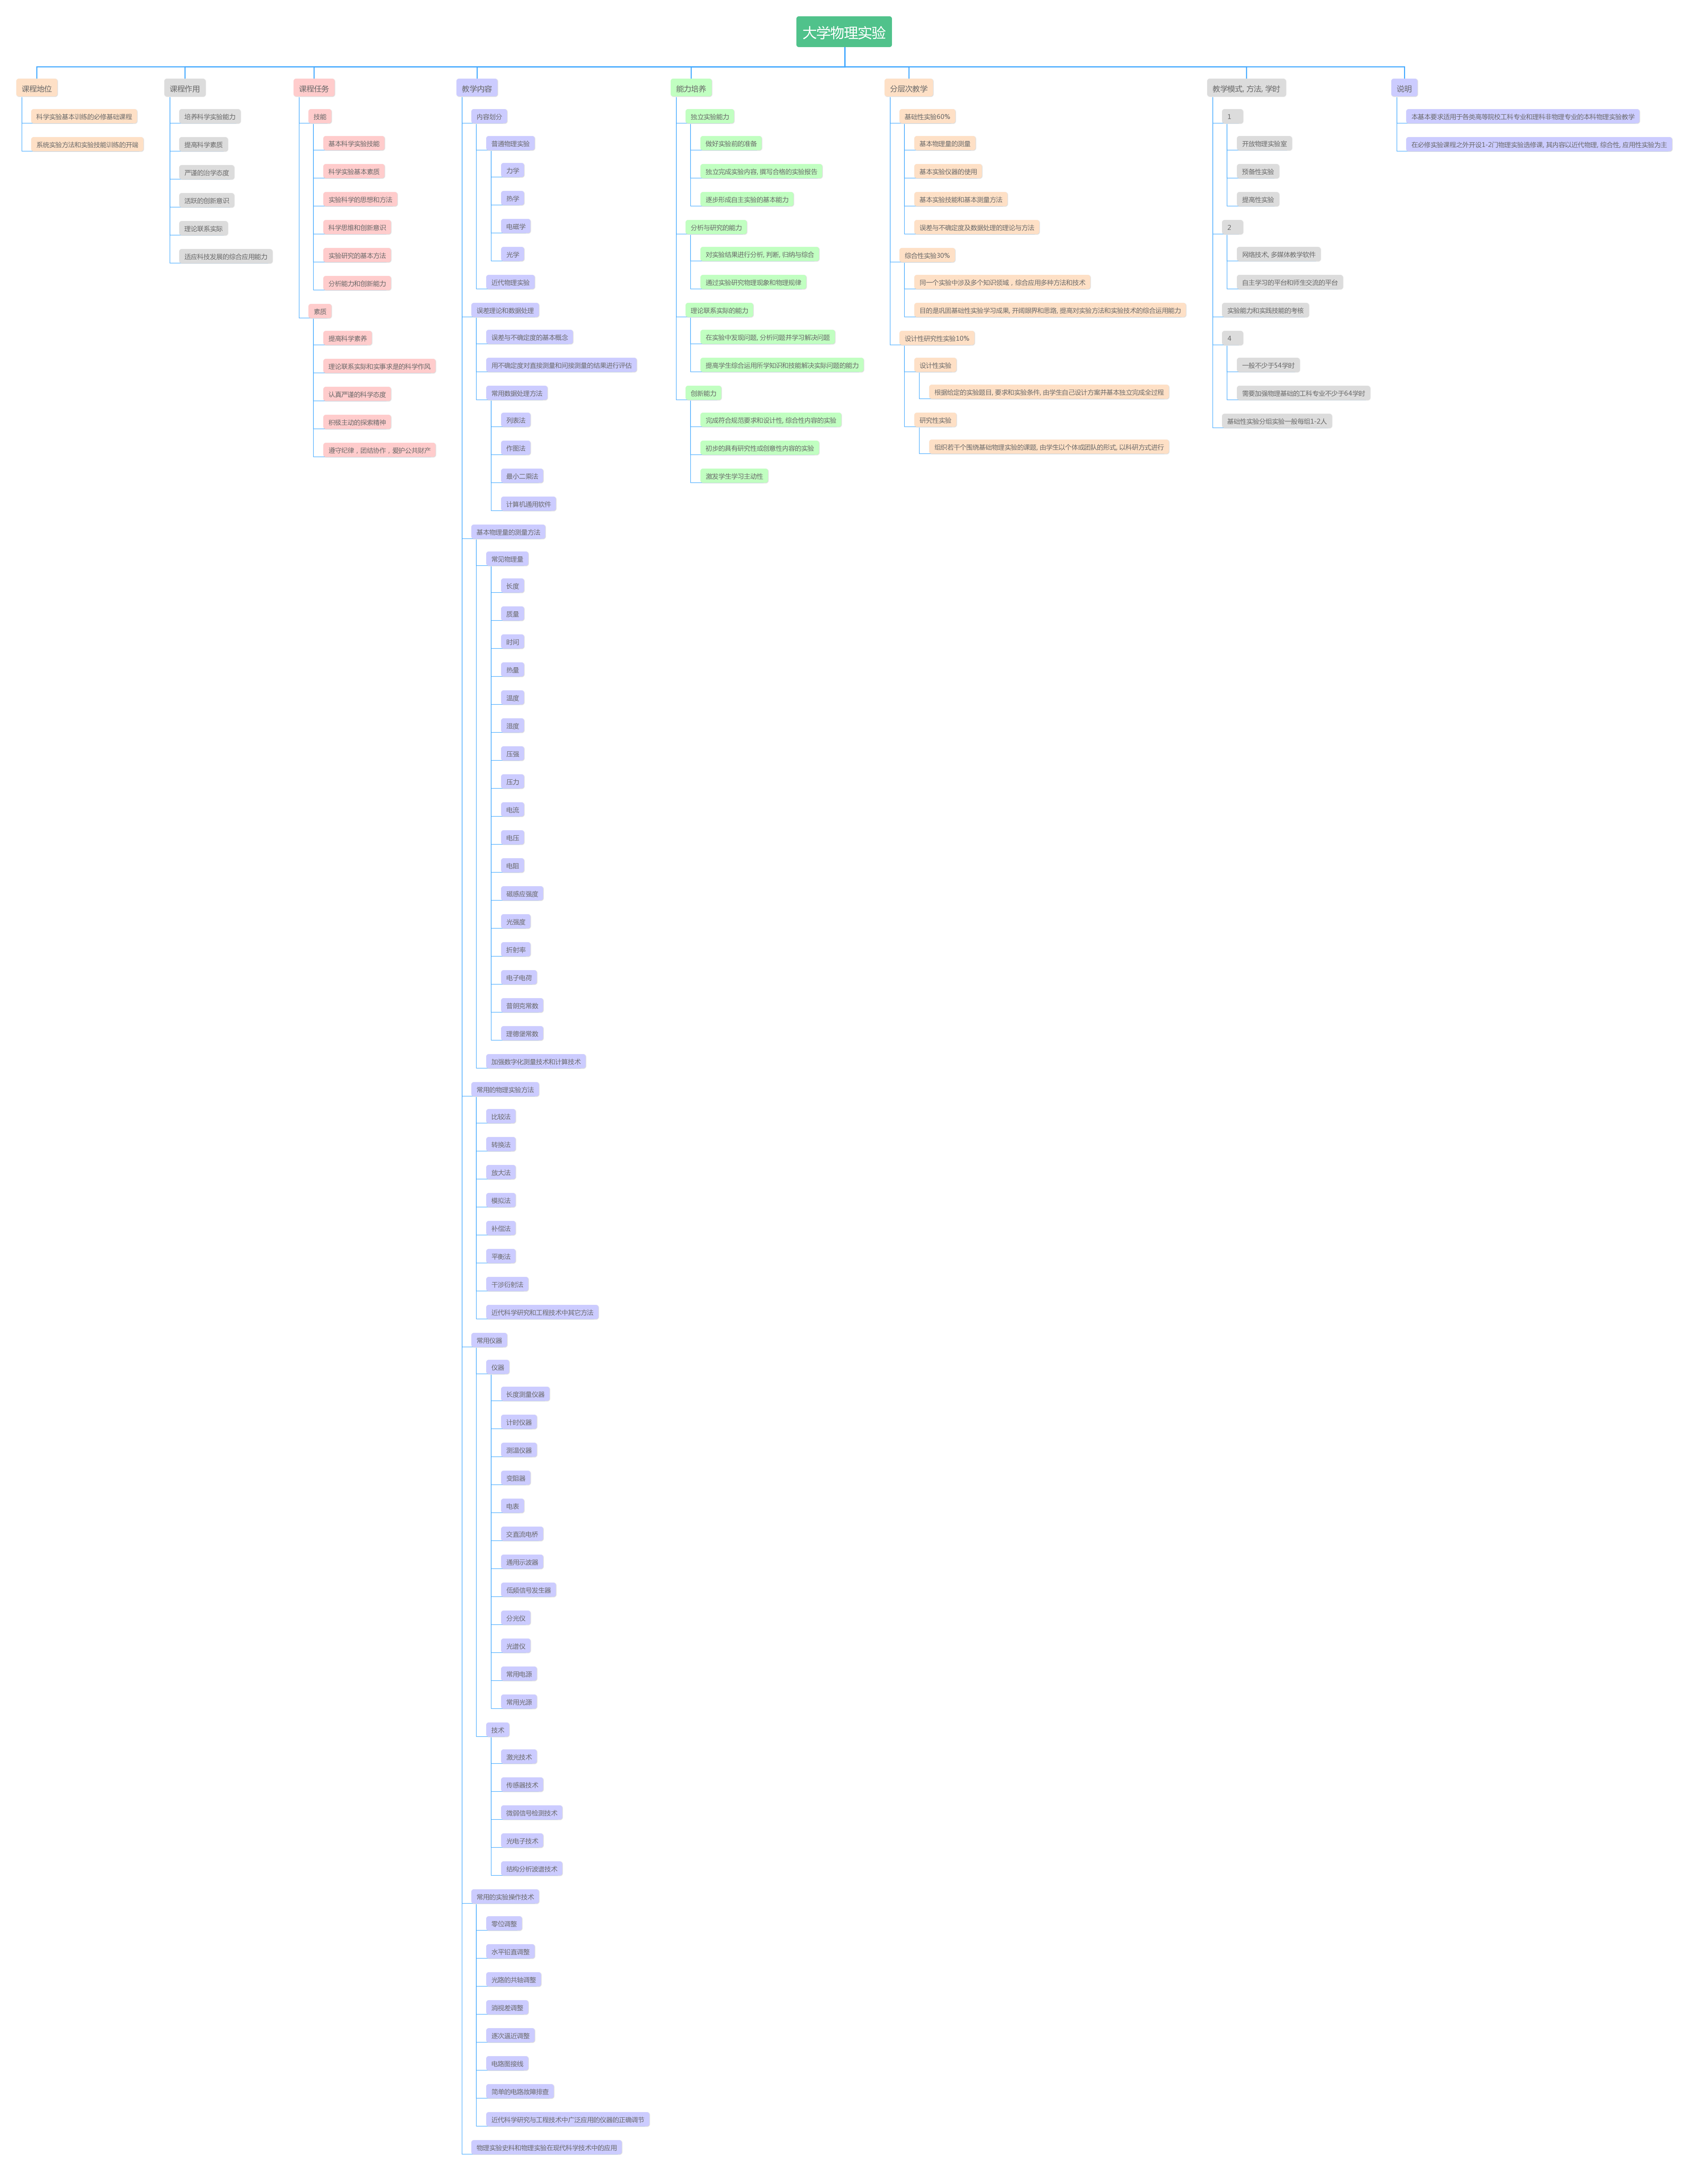 大学物理实验
课程地位
科学实验基本训练的必修基础课程
系统实验方法和实验技能训练的开端
课程作用
培养科学实验能力
提高科学素质
严谨的治学态度
活跃的创新意识
理论联系实际
适应科技发展的综合应用能力
课程任务
技能
基本科学实验技能
科学实验基本素质
实验科学的思想和方法
科学思维和创新意识
实验研究的基本方法
分析能力和创新能力
素质
提高科学素养
理论联系实际和实事求是的科学作风
认真严谨的科学态度
积极主动的探索精神
遵守纪律，团结协作，爱护公共财产
教学内容
内容划分
普通物理实验
力学
热学
电磁学
光学
近代物理实验
误差理论和数据处理
误差与不确定度的基本概念
用不确定度对直接测量和间接测量的结果进行评估
常用数据处理方法
列表法
作图法
最小二乘法
计算机通用软件
基本物理量的测量方法
常见物理量
长度
质量
时间
热量
温度
湿度
压强
压力
电流
电压
电阻
磁感应强度
光强度
折射率
电子电荷
普朗克常数
理德堡常数
加强数字化测量技术和计算技术
常用的物理实验方法
比较法
转换法
放大法
模拟法
补偿法
平衡法
干涉衍射法
近代科学研究和工程技术中其它方法
常用仪器
仪器
长度测量仪器
计时仪器
测温仪器
变阻器
电表
交直流电桥
通用示波器
低频信号发生器
分光仪
光谱仪
常用电源
常用光源
技术
激光技术
传感器技术
微弱信号检测技术
光电子技术
结构分析波谱技术
常用的实验操作技术
零位调整
水平铅直调整
光路的共轴调整
消视差调整
逐次逼近调整
电路图接线
简单的电路故障排查
近代科学研究与工程技术中广泛应用的仪器的正确调节
物理实验史料和物理实验在现代科学技术中的应用
能力培养
独立实验能力
做好实验前的准备
独立完成实验内容, 撰写合格的实验报告
逐步形成自主实验的基本能力
分析与研究的能力
对实验结果进行分析, 判断, 归纳与综合
通过实验研究物理现象和物理规律
理论联系实际的能力
在实验中发现问题, 分析问题并学习解决问题
提高学生综合运用所学知识和技能解决实际问题的能力
创新能力
完成符合规范要求和设计性, 综合性内容的实验
初步的具有研究性或创意性内容的实验
激发学生学习主动性
分层次教学
基础性实验60%
基本物理量的测量
基本实验仪器的使用
基本实验技能和基本测量方法
误差与不确定度及数据处理的理论与方法
综合性实验30%
同一个实验中涉及多个知识领域，综合应用多种方法和技术
目的是巩固基础性实验学习成果, 开阔眼界和思路, 提高对实验方法和实验技术的综合运用能力
设计性研究性实验10%
设计性实验
根据给定的实验题目, 要求和实验条件, 由学生自己设计方案并基本独立完成全过程
研究性实验
组织若干个围绕基础物理实验的课题, 由学生以个体或团队的形式, 以科研方式进行
教学模式, 方法, 学时
1
开放物理实验室
预备性实验
提高性实验
2
网络技术, 多媒体教学软件
自主学习的平台和师生交流的平台
实验能力和实践技能的考核
4
一般不少于54学时
需要加强物理基础的工科专业不少于64学时
基础性实验分组实验一般每组1-2人
说明
本基本要求适用于各类高等院校工科专业和理科非物理专业的本科物理实验教学
在必修实验课程之外开设1-2门物理实验选修课, 其内容以近代物理, 综合性, 应用性实验为主